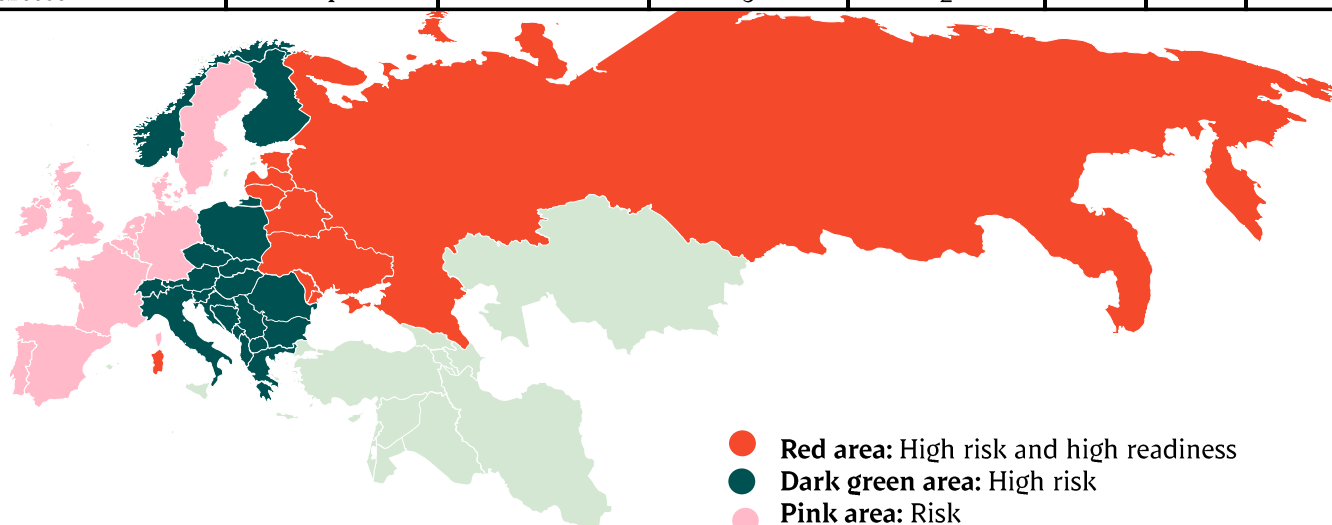 Red area: High risk and high readiness
Dark green area: High risk
Pink area: Risk